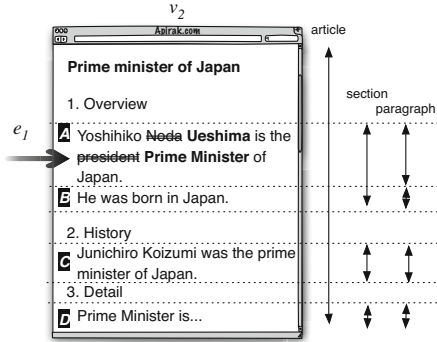 v2
Apirak.com
article
Prime minister of Japan
section
paragraph
1. Overview
e1
A Yoshihiko Noda Ueshima is the
president Prime Minister of
Japan.
B He was born in Japan.
2. History
C Junichiro Koizumi was the prime
minister of Japan.
3. Detail
D Prime Minister is...